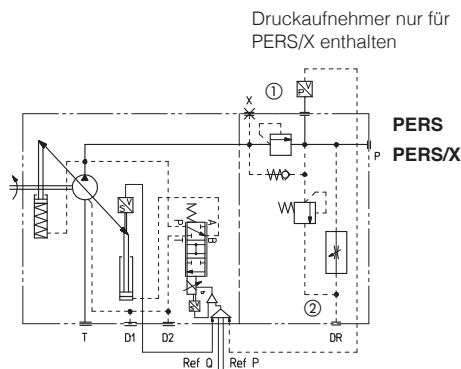 Druckaufnehmer nur für
PERS/X enthalten
①
X
P
PERS
P
PERS/X
A
P
B
T
②
T
D1
D2
DR
Ref Q
Ref P